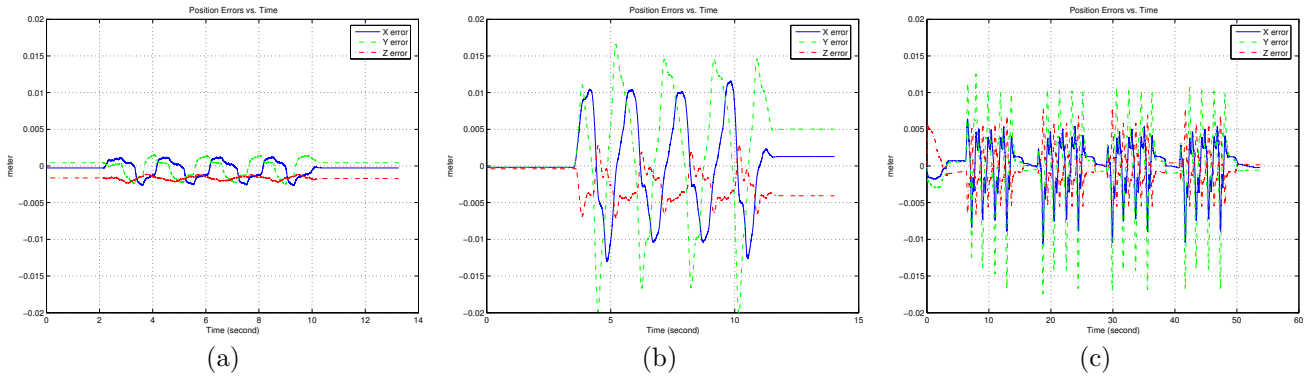 Position Errors vs. Time
0.02
0.015
0.01
0.005
0
−0.005
−0.01
−0.015
−0.02
meter
0 2 4 6 8 10 12 14
Time (second)
X error
Y error
Z error
(a)
Position Errors vs. Time
0.02
0.015
0.01
0.005
0
−0.005
−0.01
−0.015
−0.02
meter
0 5 10 15
Time (second)
X error
Y error
Z error
(b)
Position Errors vs. Time
0.02
0.015
0.01
0.005
0
−0.005
−0.01
−0.015
−0.02
meter
0 10 20 30 40 50 60
Time (second)
X error
Y error
Z error
(c)